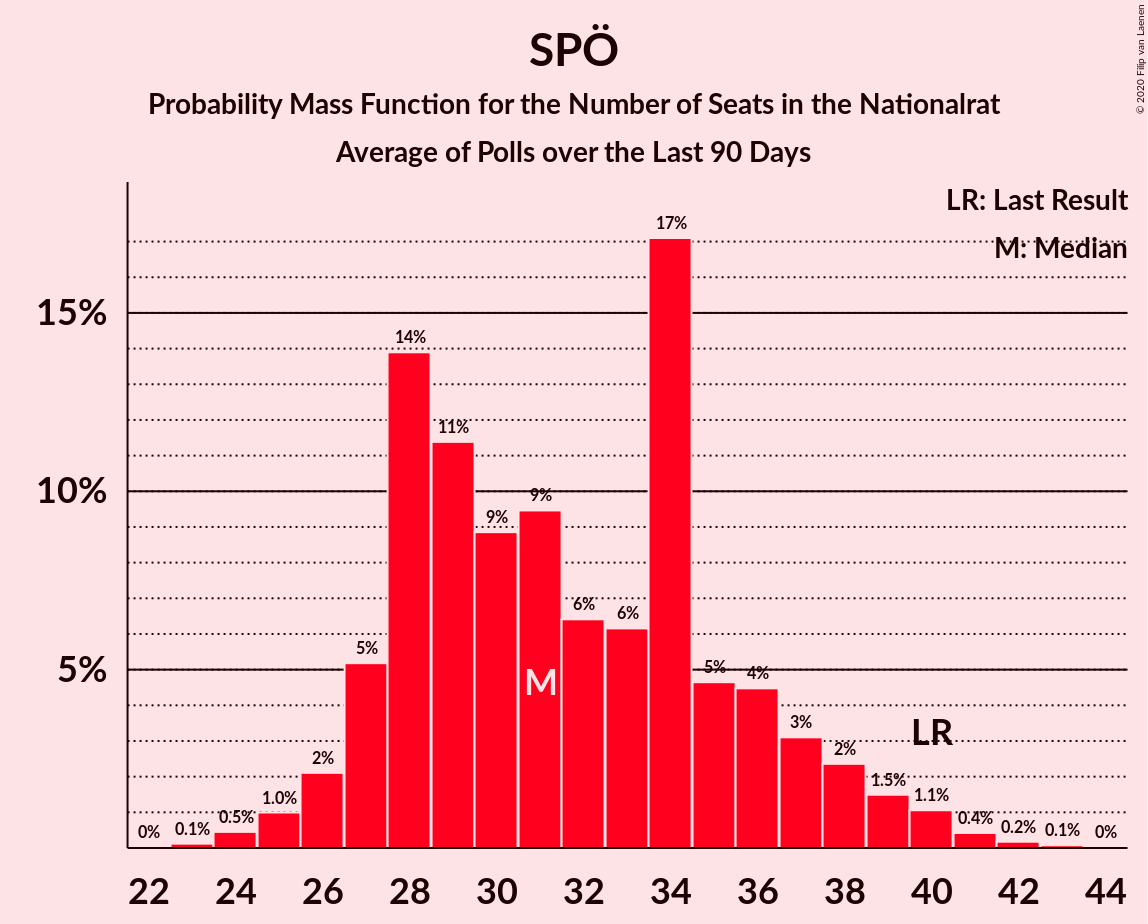 SPÖ
Probability Mass Function for the Number of Seats in the Nationalrat
Average of Polls over the Last 90 Days
© 2020 Filip van Laenen
LR: Last Result
M: Median
17%
15%
14%
11%
10%
9%
9%
6%
6%
5%
5%
5%
4%
M
LR
3%
2%
2%
1.5%
1.0%
1.1%
0.5%
0.4%
0%
0.1%
0.2%
0.1%
0%
22 24 26 28 30 32 34 36 38 40 42 44